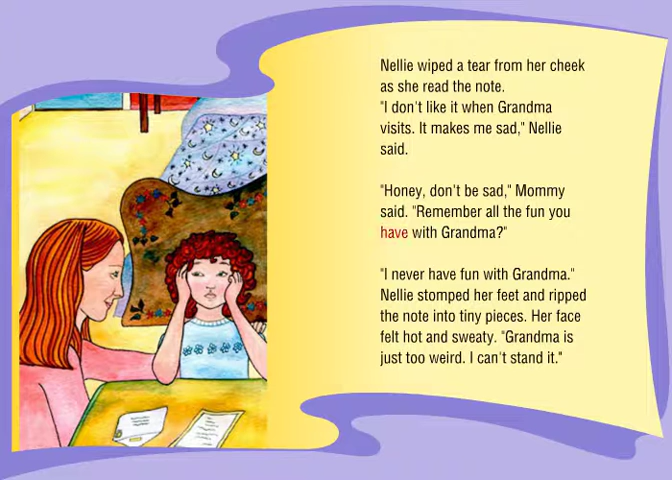 Nellie wiped a tear from her cheek
as she read the note.
"I don't like it when Grandma
visits. It makes me sad," Nellie
said.
"Honey, don't be sad," Mommy
said. "Remember all the fun you
have with Grandma?"
"I never have fun with Grandma."
Nellie stomped her feet and ripped
the note into tiny pieces. Her face
felt hot and sweaty. "Grandma is
just too weird. I can't stand it."